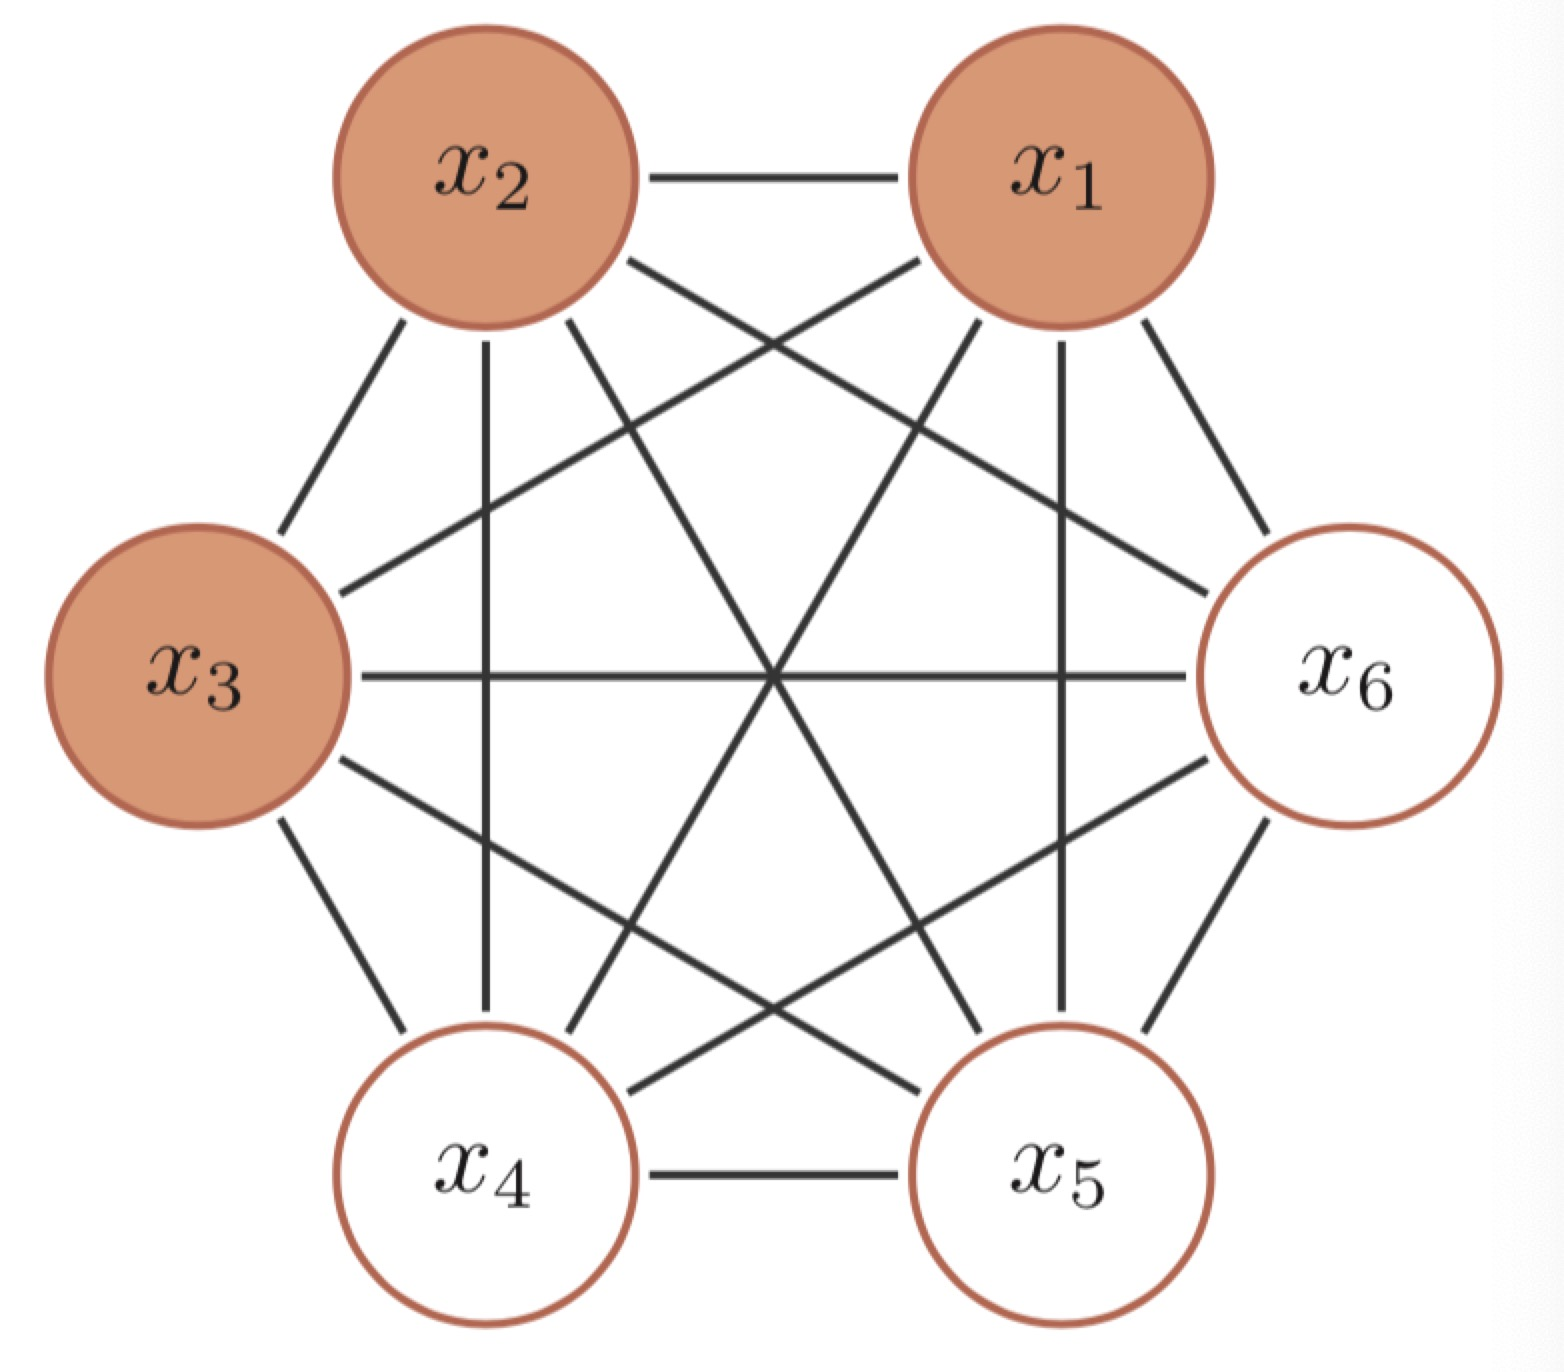 x₂
x₁
x₃
x₆
x₄
x₅